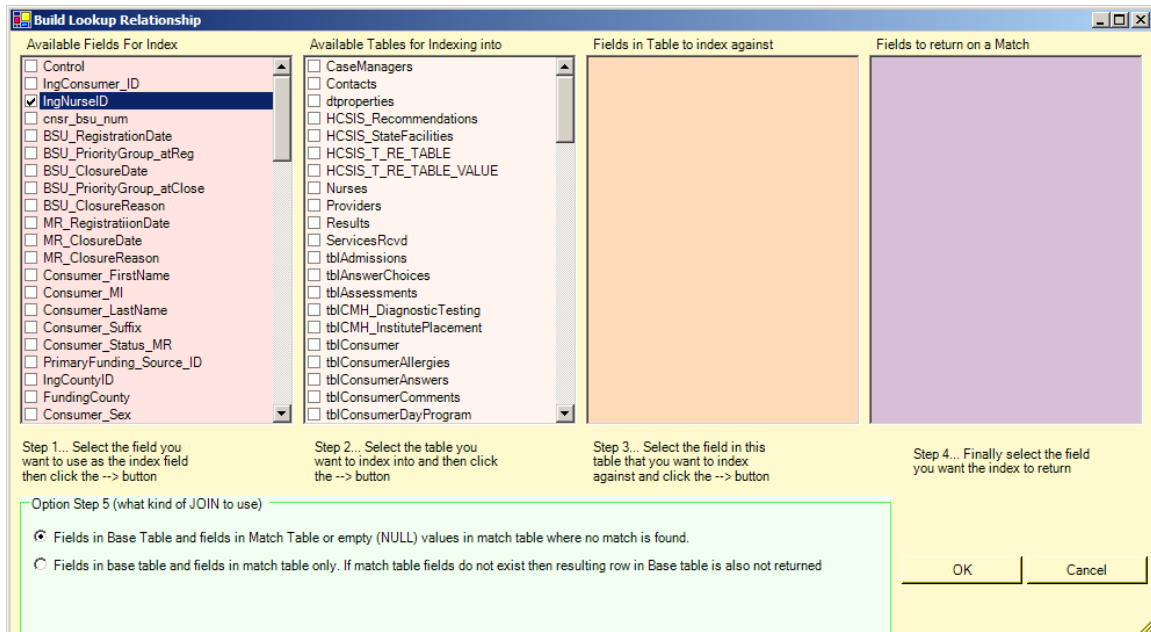 Build Lookup Relationship
Available Fields For Index
Available Tables for Indexing into
Fields in Table to index against
Fields to return on a Match
Control
IngConsumer_ID
IngNurseID
cnsr_bsu_num
BSU_RegistrationDate
BSU_PriorityGroup_atReg
BSU_ClosureDate
BSU_PriorityGroup_atClose
BSU_ClosureReason
MR_RegistratiionDate
MR_ClosureDate
MR_ClosureReason
Consumer_FirstName
Consumer_MI
Consumer_LastName
Consumer_Suffix
Consumer_Status_MR
PrimaryFunding_Source_ID
IngCountyID
FundingCounty
Consumer_Sex
CaseManagers
Contacts
dtproperties
HCSIS_Recommendations
HCSIS_StateFacilities
HCSIS_T_RE_TABLE
HCSIS_T_RE_TABLE_VALUE
Nurses
Providers
Results
ServicesRcvd
tblAdmissions
tblAnswerChoices
tblAssessments
tblCMH_DiagnosticTesting
tblCMH_InstitutePlacement
tblConsumer
tblConsumerAllergies
tblConsumerAnswers
tblConsumerComments
tblConsumerDayProgram
Step 1... Select the field you
want to use as the index field
then click the --> button
Step 2... Select the table you
want to index into and then click
the --> button
Step 3... Select the field in this
table that you want to index
against and click the --> button
Step 4... Finally select the field
you want the index to return
Option Step 5 (what kind of JOIN to use)
Fields in Base Table and fields in Match Table or empty (NULL) values in match table where no match is found.
Fields in base table and fields in match table only. If match table fields do not exist then resulting row in Base table is also not returned
OK
Cancel